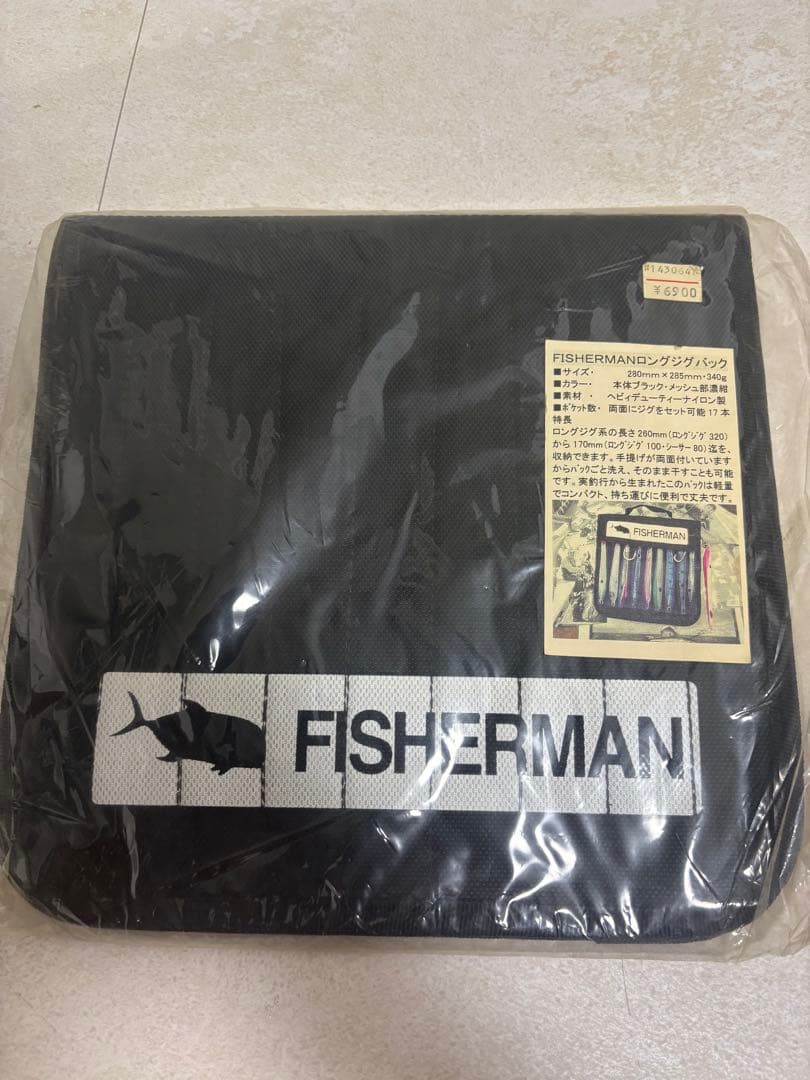 #143064
￥6900
FISHERMANロングジグバック
■サイズ・ 280mm×285mm・340g
■カラー・ 本体ブラック・メッシュ部濃紺
■素材 ・ ヘビィデューティーナイロン製
■ﾎﾟｹｯﾄ数・ 両面にジグをセット可能17本
特長
ロングジグ系の長さ260mm(ﾛﾝｸﾞｼﾞｸﾞ320)
から170mm(ﾛﾝｸﾞｼﾞｸﾞ100・シーサー80)迄を、
収納できます。手提げが両面付いています
からﾊﾞｯｸごと洗え、そのまま干すことも可能
です。実釣行から生まれたこのﾊﾞｯｸは軽量
でコンパクト、持ち運びに便利で丈夫です。
FISHERMAN
FISHERMAN